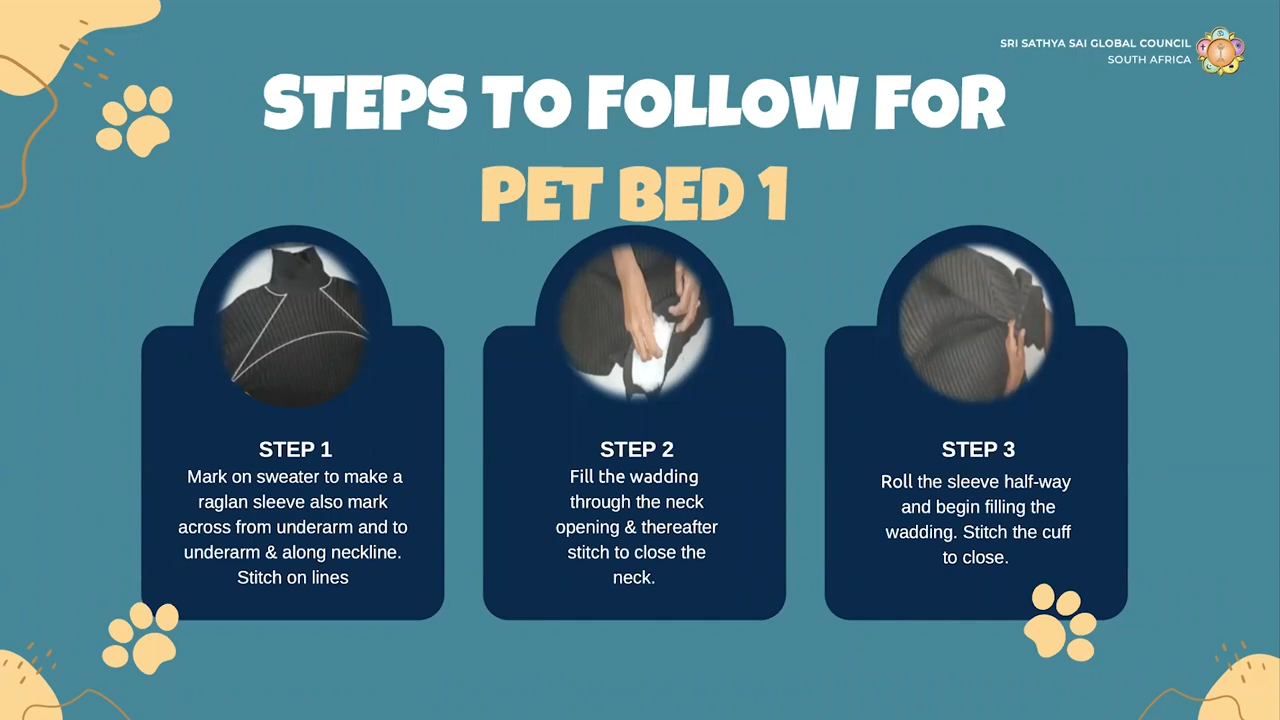 SRI SATHYA SAI GLOBAL COUNCIL
SOUTH AFRICA
STEPS TO FOLLOW FOR
PET BED 1
STEP 1
Mark on sweater to make a
raglan sleeve also mark
across from underarm and to
underarm & along neckline.
Stitch on lines
STEP 2
Fill the wadding
through the neck
opening & thereafter
stitch to close the
neck.
STEP 3
Roll the sleeve half-way
and begin filling the
wadding. Stitch the cuff
to close.